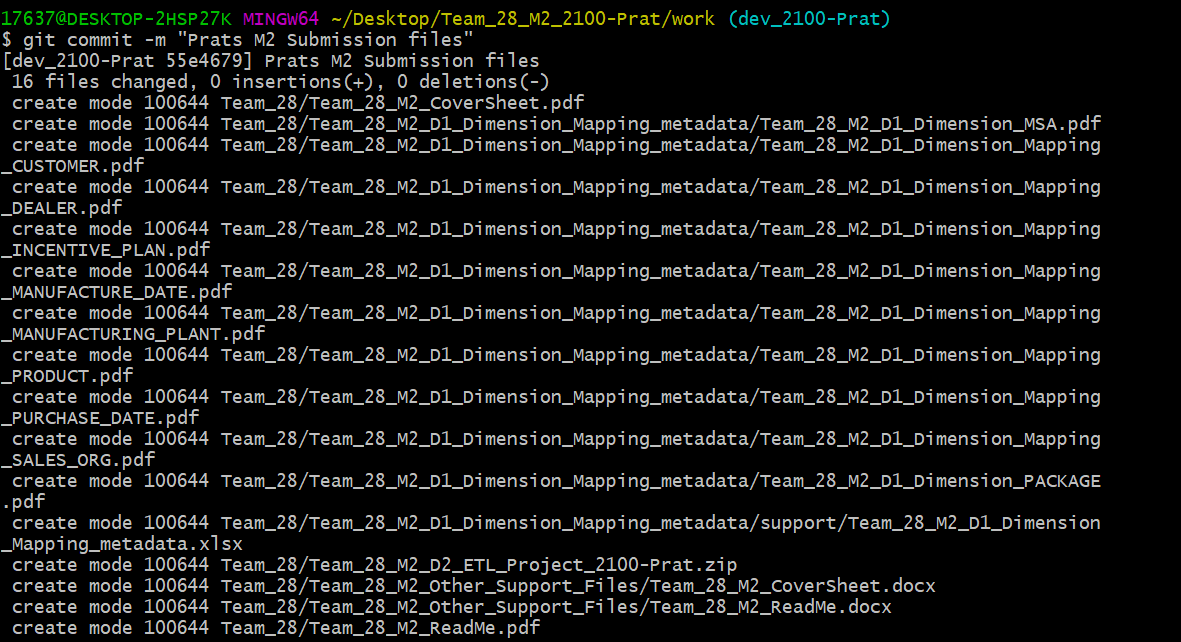 17637@DESKTOP-2HSP27K MINGW64 ~/Desktop/Team_28_M2_2100-Prat/work (dev_2100-Prat)
$ git commit -m "Prats M2 Submission files"
[dev_2100-Prat 55e4679] Prats M2 Submission files
 16 files changed, 0 insertions(+), 0 deletions(-)
 create mode 100644 Team_28/Team_28_M2_CoverSheet.pdf
 create mode 100644 Team_28/Team_28_M2_D1_Dimension_Mapping_metadata/Team_28_M2_D1_Dimension_MSA.pdf
 create mode 100644 Team_28/Team_28_M2_D1_Dimension_Mapping_metadata/Team_28_M2_D1_Dimension_Mapping
_CUSTOMER.pdf
 create mode 100644 Team_28/Team_28_M2_D1_Dimension_Mapping_metadata/Team_28_M2_D1_Dimension_Mapping
_DEALER.pdf
 create mode 100644 Team_28/Team_28_M2_D1_Dimension_Mapping_metadata/Team_28_M2_D1_Dimension_Mapping
_INCENTIVE_PLAN.pdf
 create mode 100644 Team_28/Team_28_M2_D1_Dimension_Mapping_metadata/Team_28_M2_D1_Dimension_Mapping
_MANUFACTURE_DATE.pdf
 create mode 100644 Team_28/Team_28_M2_D1_Dimension_Mapping_metadata/Team_28_M2_D1_Dimension_Mapping
_MANUFACTURING_PLANT.pdf
 create mode 100644 Team_28/Team_28_M2_D1_Dimension_Mapping_metadata/Team_28_M2_D1_Dimension_Mapping
_PRODUCT.pdf
 create mode 100644 Team_28/Team_28_M2_D1_Dimension_Mapping_metadata/Team_28_M2_D1_Dimension_Mapping
_PURCHASE_DATE.pdf
 create mode 100644 Team_28/Team_28_M2_D1_Dimension_Mapping_metadata/Team_28_M2_D1_Dimension_Mapping
_SALES_ORG.pdf
 create mode 100644 Team_28/Team_28_M2_D1_Dimension_Mapping_metadata/Team_28_M2_D1_Dimension_PACKAGE
.pdf
 create mode 100644 Team_28/Team_28_M2_D1_Dimension_Mapping_metadata/support/Team_28_M2_D1_Dimension
_Mapping_metadata.xlsx
 create mode 100644 Team_28/Team_28_M2_D2_ETL_Project_2100-Prat.zip
 create mode 100644 Team_28/Team_28_M2_Other_Support_Files/Team_28_M2_CoverSheet.docx
 create mode 100644 Team_28/Team_28_M2_Other_Support_Files/Team_28_M2_ReadMe.docx
 create mode 100644 Team_28/Team_28_M2_ReadMe.pdf